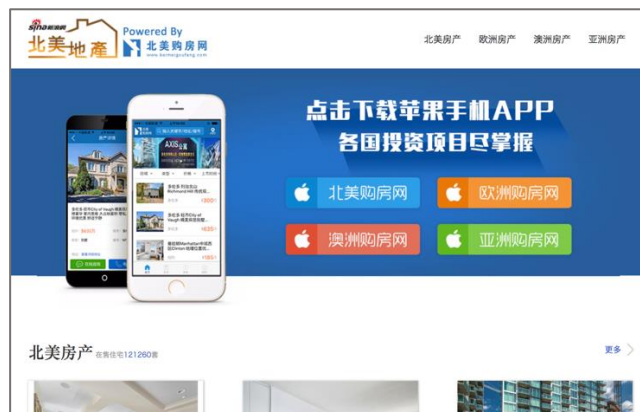 sina新浪网
北美地產
Powered By
北美购房网
www.beimeigoufang.com
北美房产 欧洲房产 澳洲房产 亚洲房产
点击下载苹果手机APP
各国投资项目尽掌握
北美购房网
欧洲购房网
澳洲购房网
亚洲购房网
AXIS
北美房产 在售住宅121260套
更多